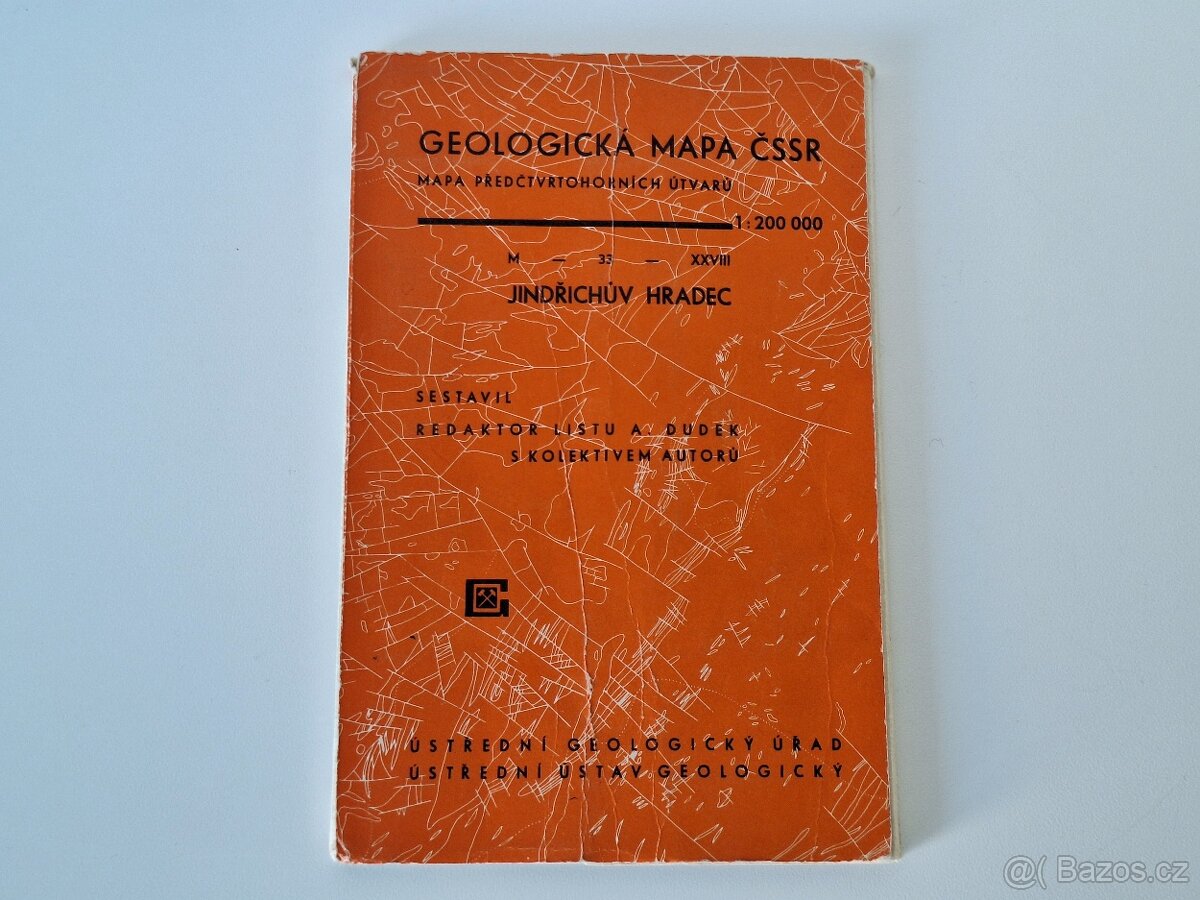 GEOLOGICKÁ MAPA ČSSR
MAPA PŘEDČTVRTOHORNÍCH ÚTVARŮ
1 : 200 000
M — 33 — XXVIII
JINDŘICHŮV HRADEC
SESTAVIL
REDAKTOR LISTU A. DUDEK
S KOLEKTIVEM AUTORŮ
G
ÚSTŘEDNÍ GEOLOGICKÝ ÚŘAD
ÚSTŘEDNÍ ÚSTAV GEOLOGICKÝ
@( Bazos.cz